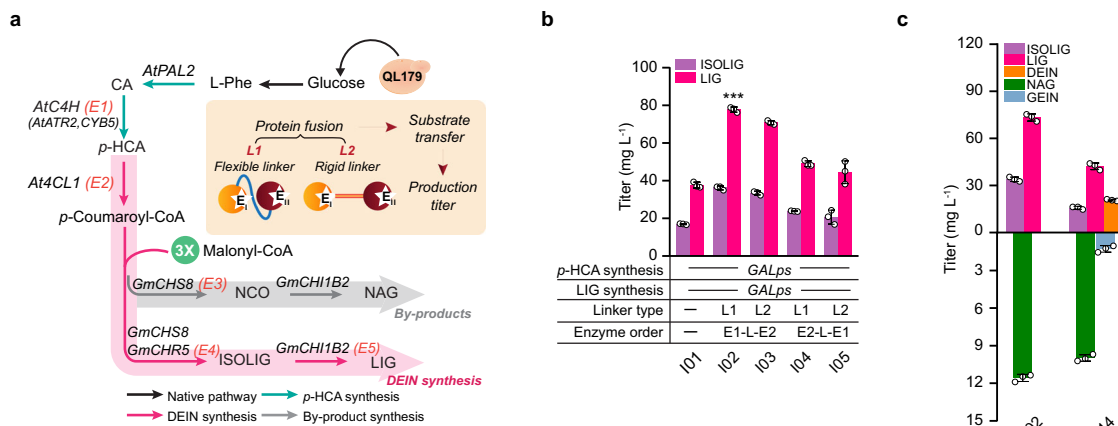 a
AtPAL2
CA
L-Phe
Glucose
QL179
AtC4H (E1)
(AtATR2,CYB5)
p-HCA
At4CL1 (E2)
p-Coumaroyl-CoA
3X Malonyl-CoA
Protein fusion
L1
L2
Flexible linker
Rigid linker
EI
EII
EI
EII
Substrate
transfer
Production
titer
GmCHS8 (E3)
NCO
GmCHI1B2
NAG
By-products
GmCHS8
GmCHR5 (E4)
ISOLIG
GmCHI1B2 (E5)
LIG
DEIN synthesis
Native pathway
p-HCA synthesis
DEIN synthesis
By-product synthesis
b
ISOLIG
LIG
***
Titer (mg L-1)
100
80
60
40
20
0
p-HCA synthesis
GALps
LIG synthesis
GALps
Linker type
— L1 L2 L1 L2
Enzyme order
— E1-L-E2 E2-L-E1
I01 I02 I03 I04 I05
c
ISOLIG
LIG
DEIN
NAG
GEIN
Titer (mg L-1)
120
90
60
30
0
3
6
9
12
15